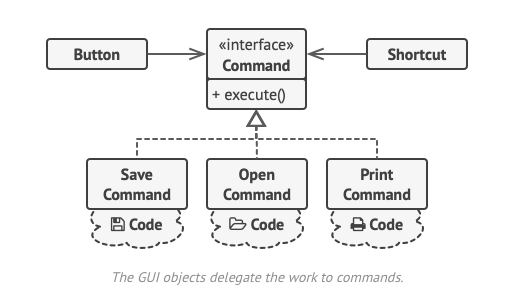 «interface»
Button
Command
Shortcut
+ execute()
Save
Command
Open
Command
Print
Command
Code
Code
Code
The GUI objects delegate the work to commands.